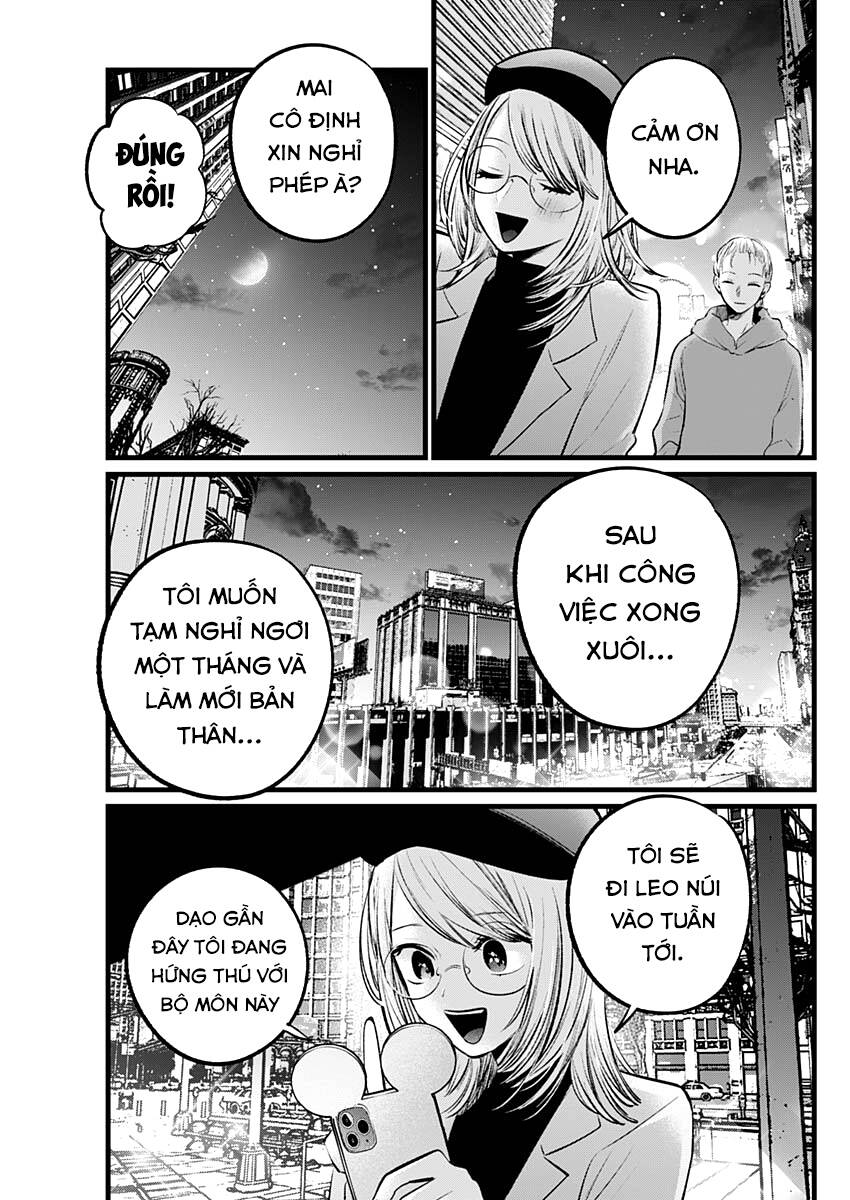 CẢM ƠN
NHA.
MAI
CÔ ĐỊNH
XIN NGHỈ
PHÉP À?
ĐÚNG
RỒI!
SAU
KHI CÔNG
VIỆC XONG
XUÔI...
TÔI MUỐN
TẠM NGHỈ NGƠI
MỘT THÁNG VÀ
LÀM MỚI BẢN
THÂN...
TÔI SẼ
ĐI LEO NÚI
VÀO TUẦN
TỚI.
DẠO GẦN
ĐÂY TÔI ĐANG
HỨNG THÚ VỚI
BỘ MÔN NÀY